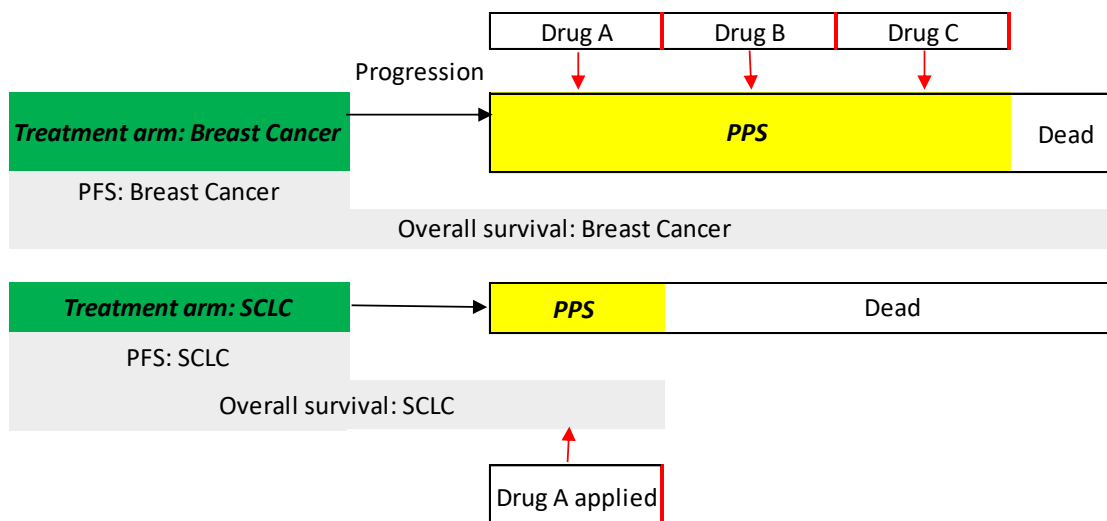 Drug A
Drug B
Drug C
Progression
Treatment arm: Breast Cancer
PPS
Dead
PFS: Breast Cancer
Overall survival: Breast Cancer
Treatment arm: SCLC
PPS
Dead
PFS: SCLC
Overall survival: SCLC
Drug A applied